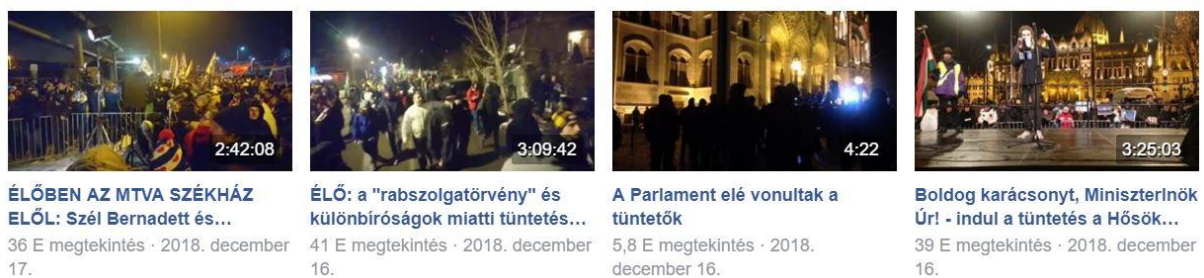 2:42:08
ÉLŐBEN AZ MTVA SZÉKHÁZ
ELŐL: Szél Bernadett és…
36 E megtekintés · 2018. december
17.
3:09:42
ÉLŐ: a "rabszolgatörvény" és
különbíróságok miatti tüntetés…
41 E megtekintés · 2018. december
16.
4:22
A Parlament elé vonultak a
tüntetők
5,8 E megtekintés · 2018.
december 16.
3:25:03
Boldog karácsonyt, Miniszterlnök
Úr! - indul a tüntetés a Hősök…
39 E megtekintés · 2018. december
16.